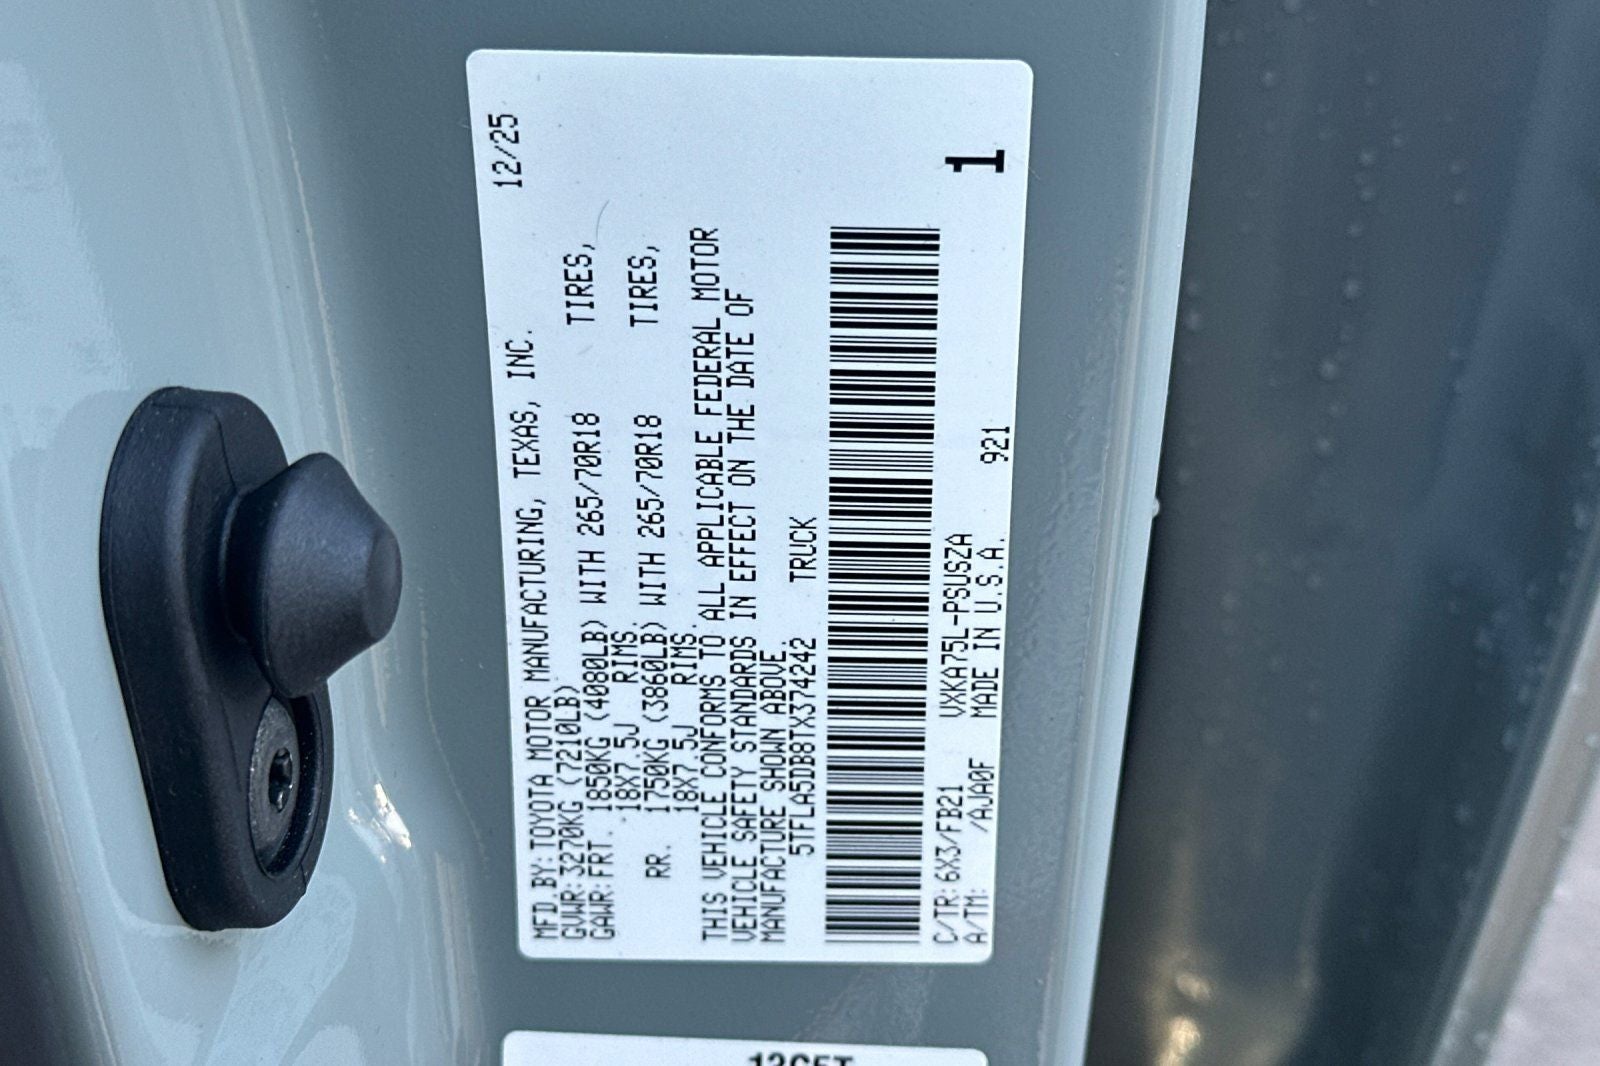 12/25
MFD.BY:TOYOTA MOTOR MANUFACTURING, TEXAS, INC.
GVWR:3270KG (7210LB)
GAWR:FRT. 1850KG (4080LB) WITH 265/70R18 TIRES,
18X7.5J RIMS.
RR. 1750KG (3860LB) WITH 265/70R18 TIRES,
18X7.5J RIMS.
THIS VEHICLE CONFORMS TO ALL APPLICABLE FEDERAL MOTOR
VEHICLE SAFETY STANDARDS IN EFFECT ON THE DATE OF
MANUFACTURE SHOWN ABOVE.
5TFLA5DB8TX374242 TRUCK
C/TR:6X3/FB21 VXKA75L-PSUSZA
A/TM: /AJA0F MADE IN U.S.A. 921
1